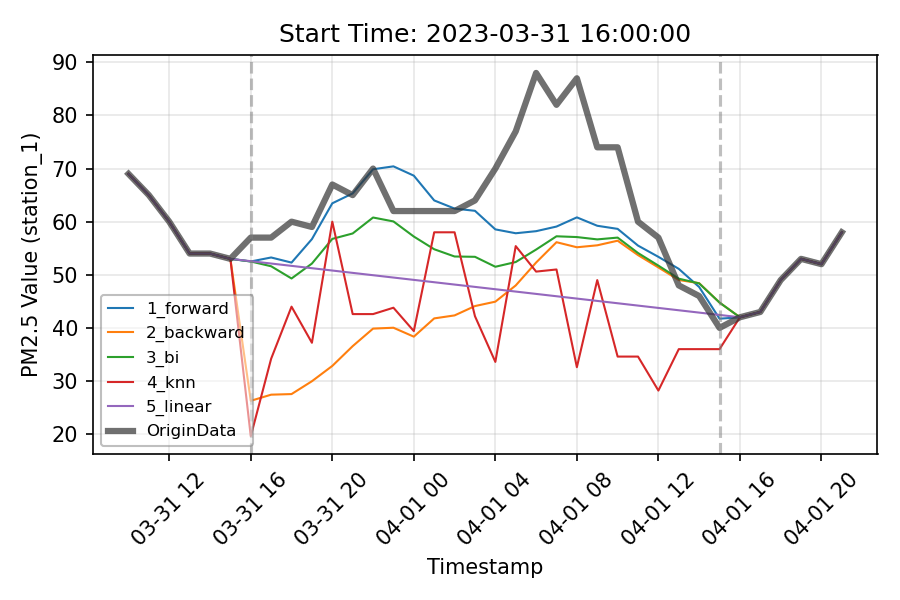 Start Time: 2023-03-31 16:00:00
PM2.5 Value (station_1)
90
80
70
60
50
40
30
20
1_forward
2_backward
3_bi
4_knn
5_linear
OriginData
03-31 12
03-31 16
03-31 20
04-01 00
04-01 04
04-01 08
04-01 12
04-01 16
04-01 20
Timestamp